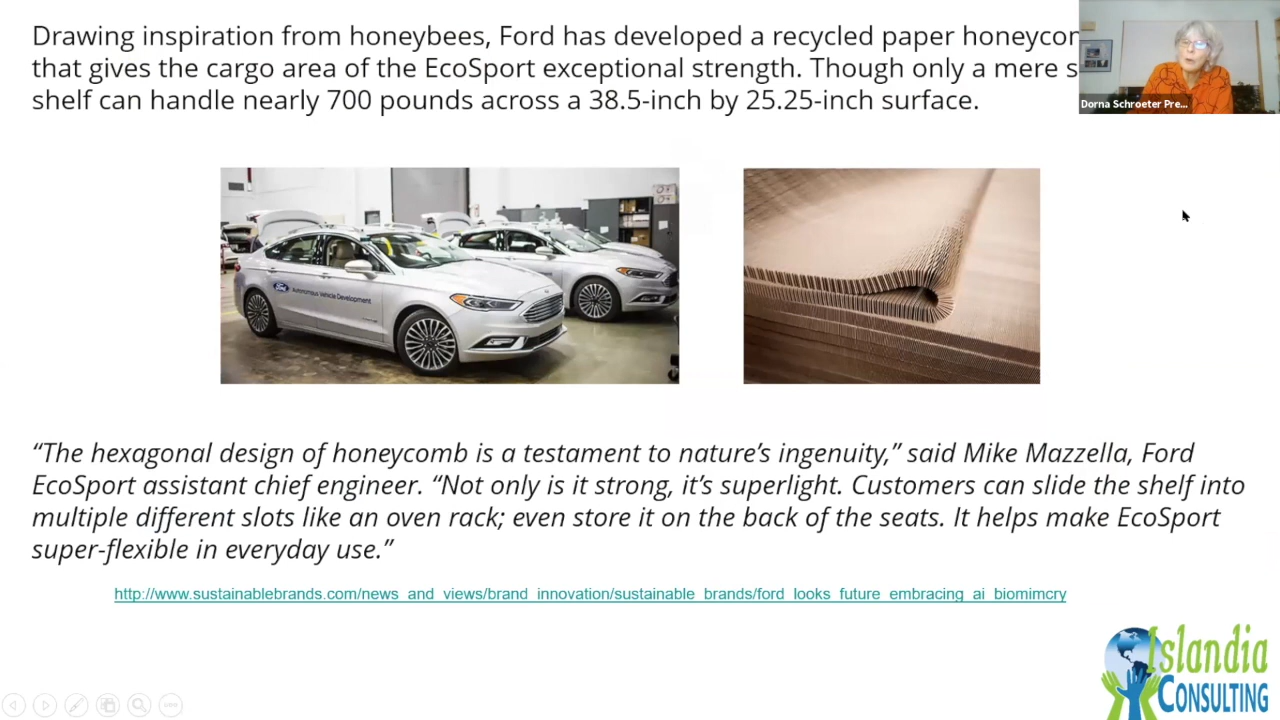 Drawing inspiration from honeybees, Ford has developed a recycled paper
that gives the cargo area of the EcoSport exceptional strength. Though only a mere
shelf can handle nearly 700 pounds across a 38.5-inch by 25.25-inch surface.
Dorna Schroeter Pre...
Ford Autonomous Vehicle Development
“The hexagonal design of honeycomb is a testament to nature’s ingenuity,” said Mike Mazzella, Ford
EcoSport assistant chief engineer. “Not only is it strong, it’s superlight. Customers can slide the shelf into
multiple different slots like an oven rack; even store it on the back of the seats. It helps make EcoSport
super-flexible in everyday use.”
http://www.sustainablebrands.com/news_and_views/brand_innovation/sustainable_brands/ford_looks_future_embracing_ai_biomimcry
Islandia
CONSULTING